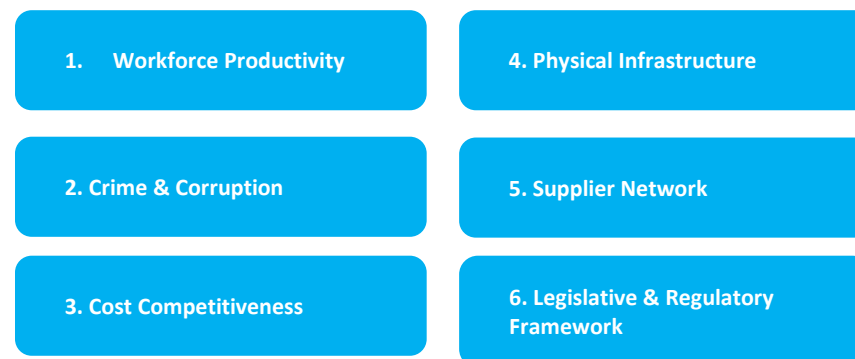 1. Workforce Productivity
2. Crime & Corruption
3. Cost Competitiveness
4. Physical Infrastructure
5. Supplier Network
6. Legislative & Regulatory
Framework